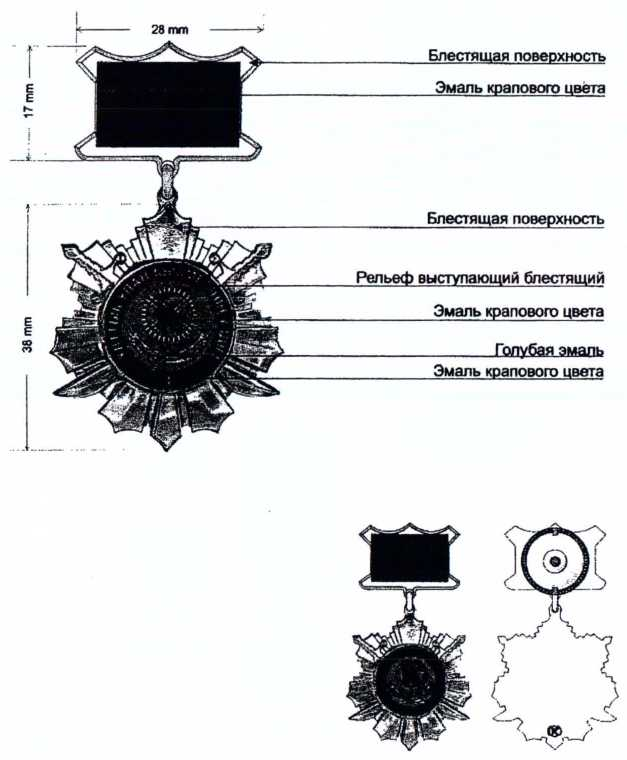 28 mm
Блестящая поверхность
Эмаль крапового цвета
17 mm
Блестящая поверхность
Рельеф выступающий блестящий
Эмаль крапового цвета
38 mm
Голубая эмаль
Эмаль крапового цвета